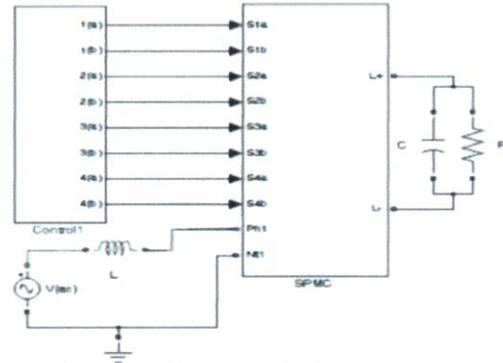 1(a) S1a
1(b) S1b
2(a) S2a L+
2(b) S2b
3(a) S3a C R
3(b) S3b
4(a) S4a
4(b) S4b L-
Control1 Ph1
Nt1
L
SPMC
V(ac)